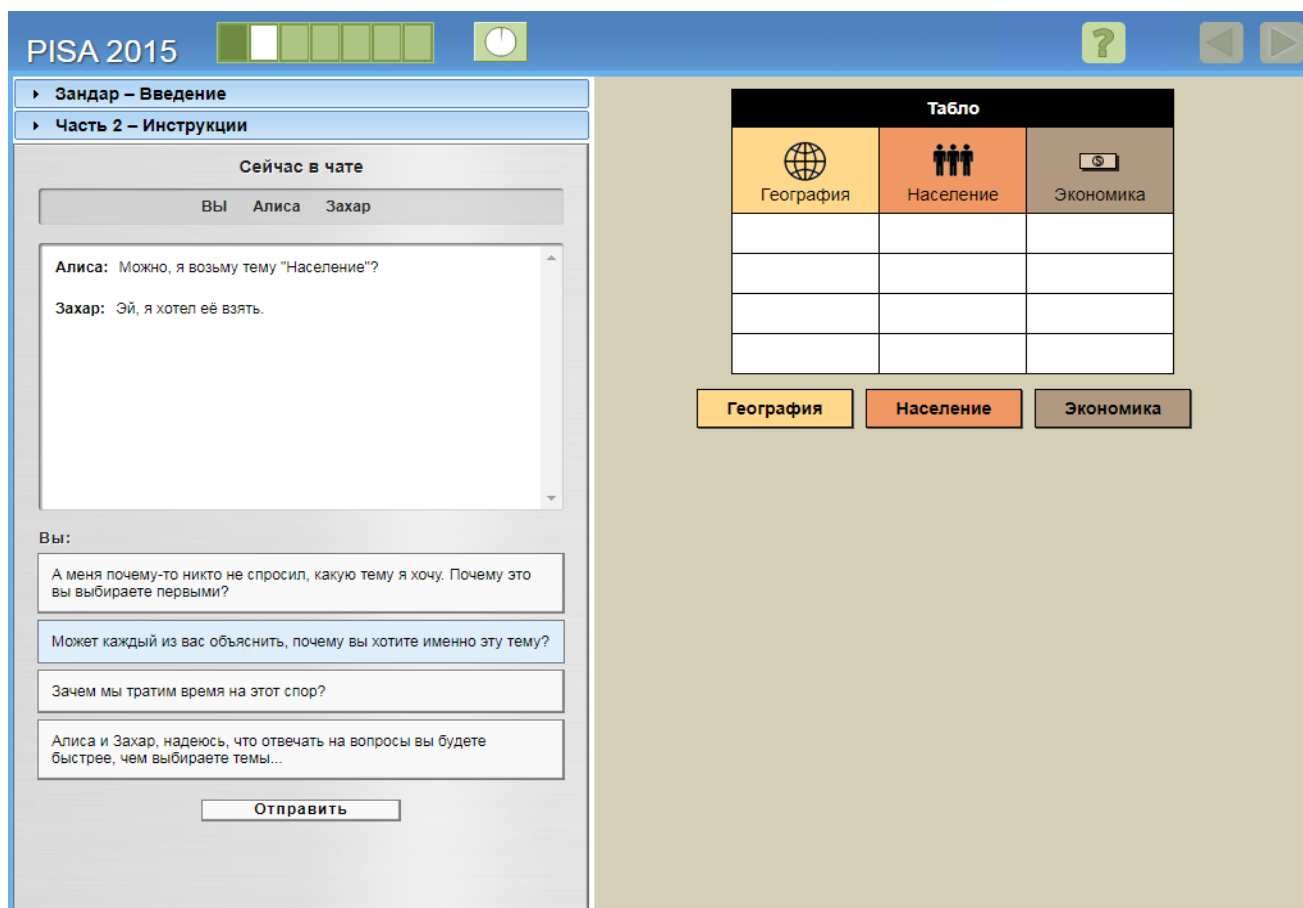 PISA 2015
?
Зандар – Введение
Часть 2 – Инструкции
Сейчас в чате
ВЫ Алиса Захар
Алиса: Можно, я возьму тему "Население"?
Захар: Эй, я хотел её взять.
Вы:
А меня почему-то никто не спросил, какую тему я хочу. Почему это
вы выбираете первыми?
Может каждый из вас объяснить, почему вы хотите именно эту тему?
Зачем мы тратим время на этот спор?
Алиса и Захар, надеюсь, что отвечать на вопросы вы будете
быстрее, чем выбираете темы...
Отправить
Табло
$
География Население Экономика
География Население Экономика